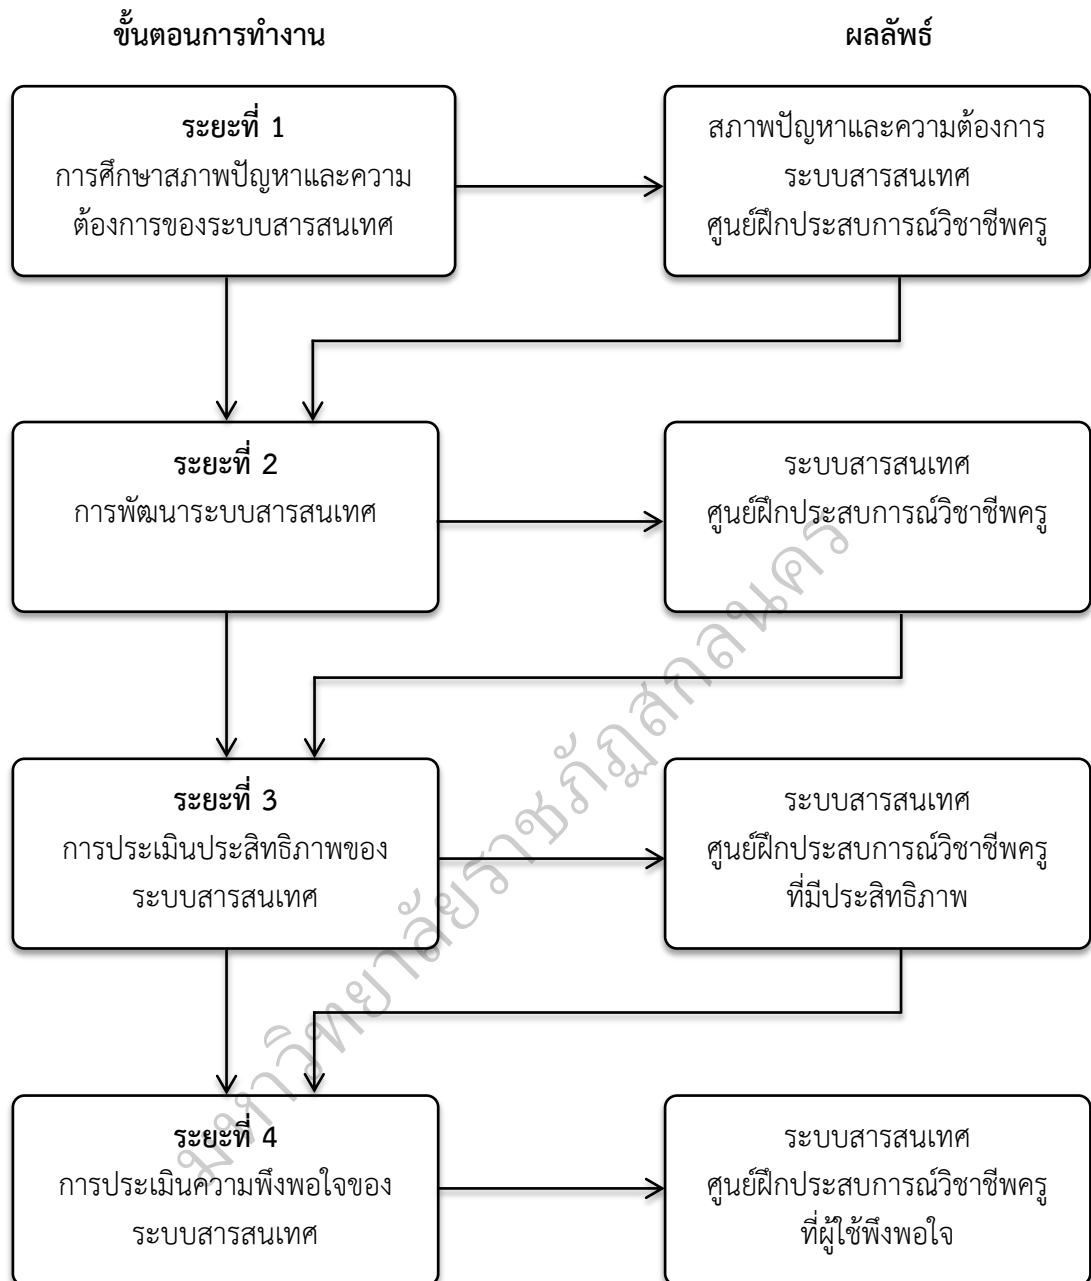 ขั้นตอนการทำงาน
ผลลัพธ์
ระยะที่ 1
การศึกษาสภาพปัญหาและความ
ต้องการของระบบสารสนเทศ
สภาพปัญหาและความต้องการ
ระบบสารสนเทศ
ศูนย์ฝึกประสบการณ์วิชาชีพครู
ระยะที่ 2
การพัฒนาระบบสารสนเทศ
ระบบสารสนเทศ
ศูนย์ฝึกประสบการณ์วิชาชีพครู
ระยะที่ 3
การประเมินประสิทธิภาพของ
ระบบสารสนเทศ
ระบบสารสนเทศ
ศูนย์ฝึกประสบการณ์วิชาชีพครู
ที่มีประสิทธิภาพ
ระยะที่ 4
การประเมินความพึงพอใจของ
ระบบสารสนเทศ
ระบบสารสนเทศ
ศูนย์ฝึกประสบการณ์วิชาชีพครู
ที่ผู้ใช้พึงพอใจ
มหาวิทยาลัยราชภัฏสกลนคร